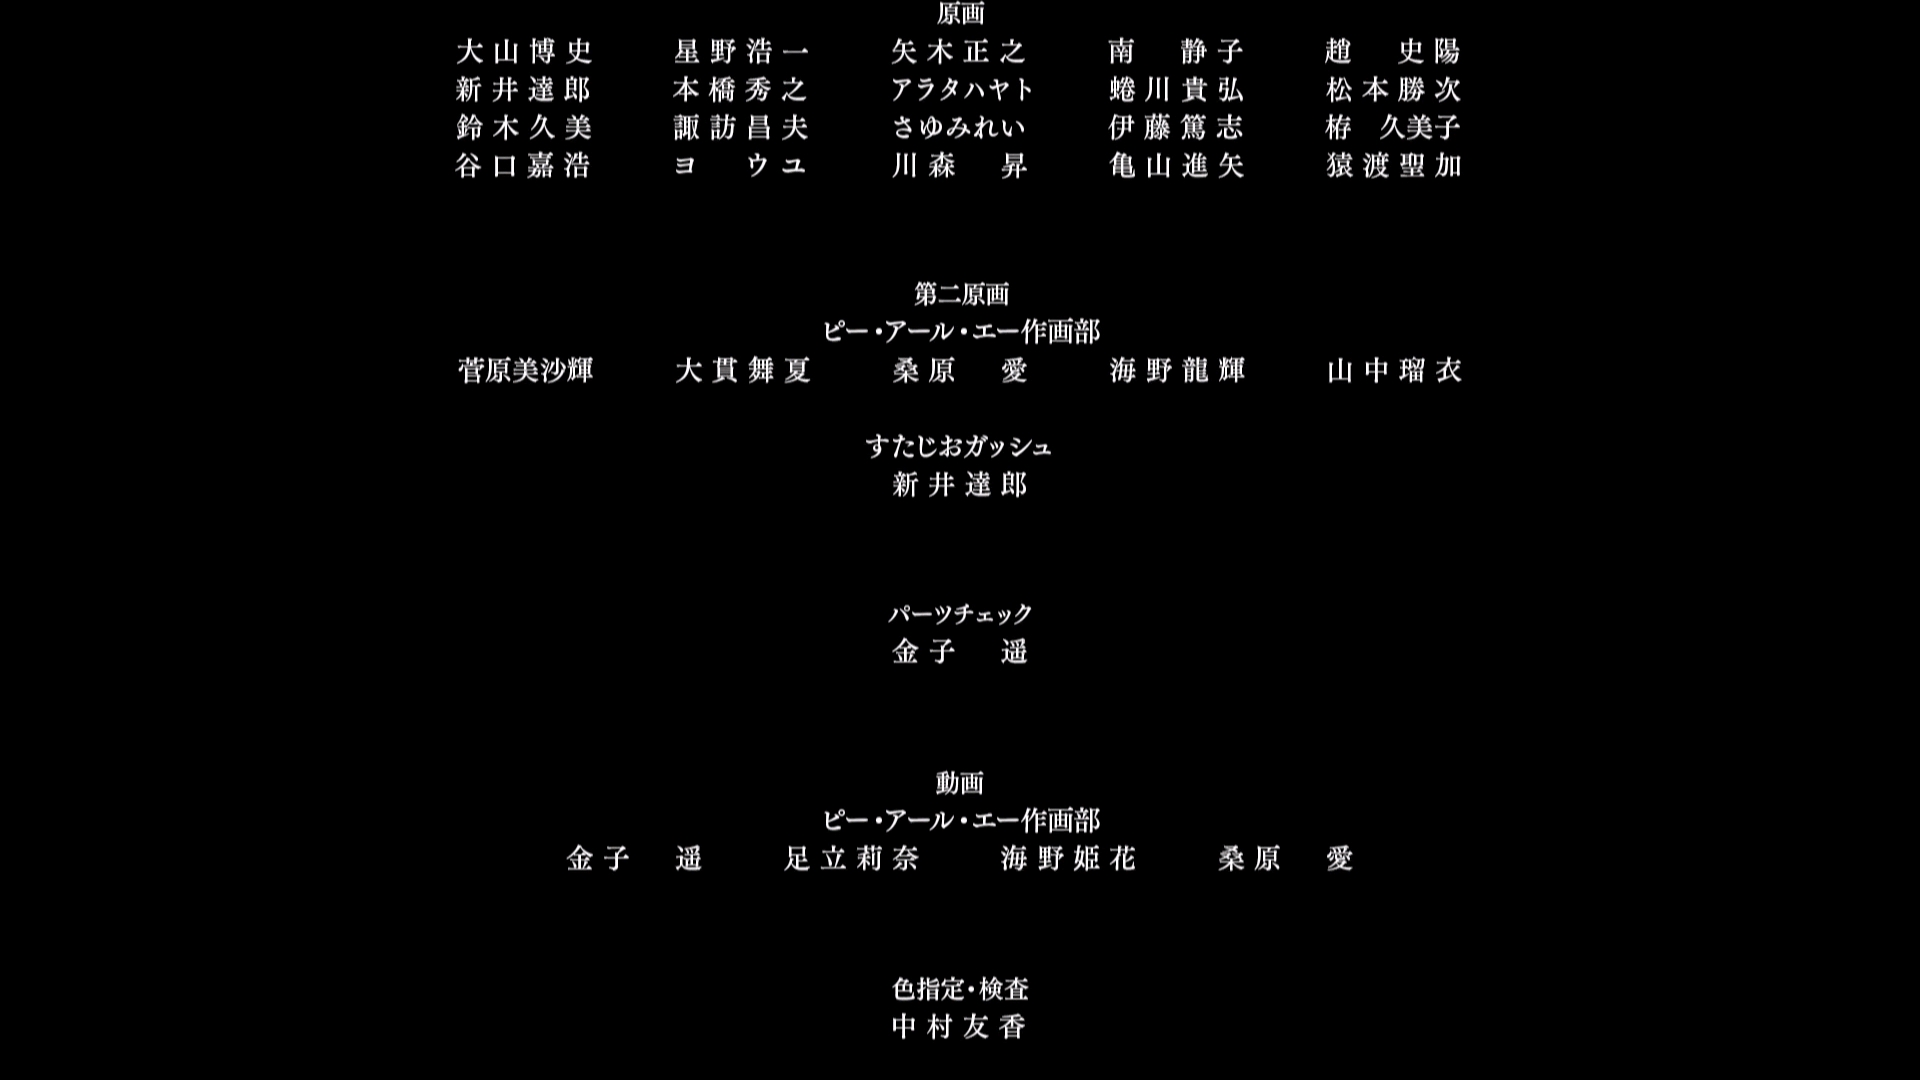 原画
大山博史 星野浩一 矢木正之 南 静子 趙 史陽
新井達郎 本橋秀之 アラタハヤト 蜷川貴弘 松本勝次
鈴木久美 諏訪昌夫 さゆみれい 伊藤篤志 栫 久美子
谷口嘉浩 ヨ ウユ 川森 昇 亀山進矢 猿渡聖加
第二原画
ピー・アール・エー作画部
菅原美沙輝 大貫舞夏 桑原 愛 海野龍輝 山中瑠衣
すたじおガッシュ
新井達郎
パーツチェック
金子 遥
動画
ピー・アール・エー作画部
金子 遥 足立莉奈 海野姫花 桑原 愛
色指定・検査
中村友香